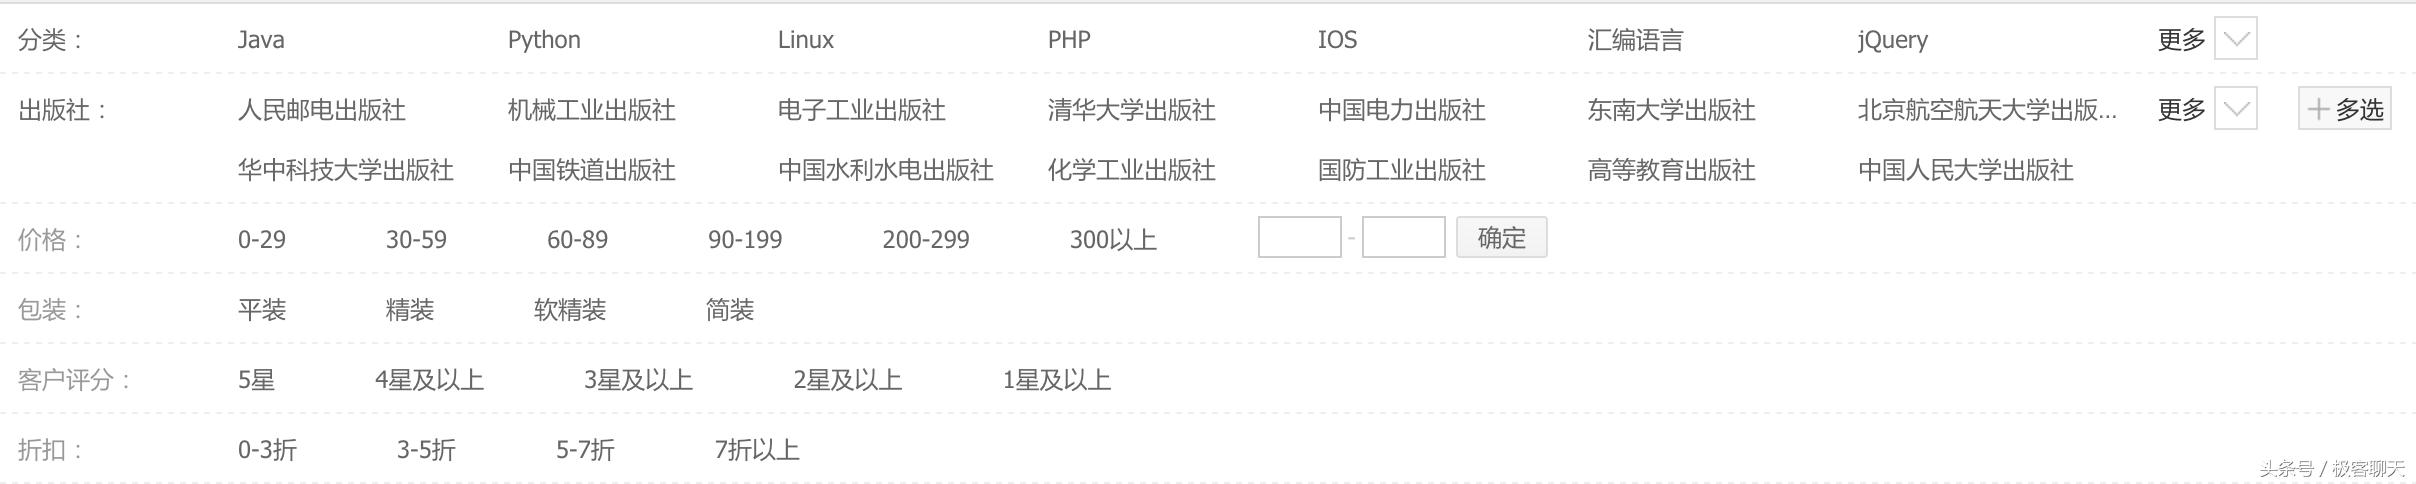 分类： Java Python Linux PHP IOS 汇编语言 jQuery 更多
出版社： 人民邮电出版社 机械工业出版社 电子工业出版社 清华大学出版社 中国电力出版社 东南大学出版社 北京航空航天大学出版... 更多 +多选
华中科技大学出版社 中国铁道出版社 中国水利水电出版社 化学工业出版社 国防工业出版社 高等教育出版社 中国人民大学出版社
价格： 0-29 30-59 60-89 90-199 200-299 300以上 - 确定
包装： 平装 精装 软精装 简装
客户评分： 5星 4星及以上 3星及以上 2星及以上 1星及以上
折扣： 0-3折 3-5折 5-7折 7折以上
头条号 / 极客聊天